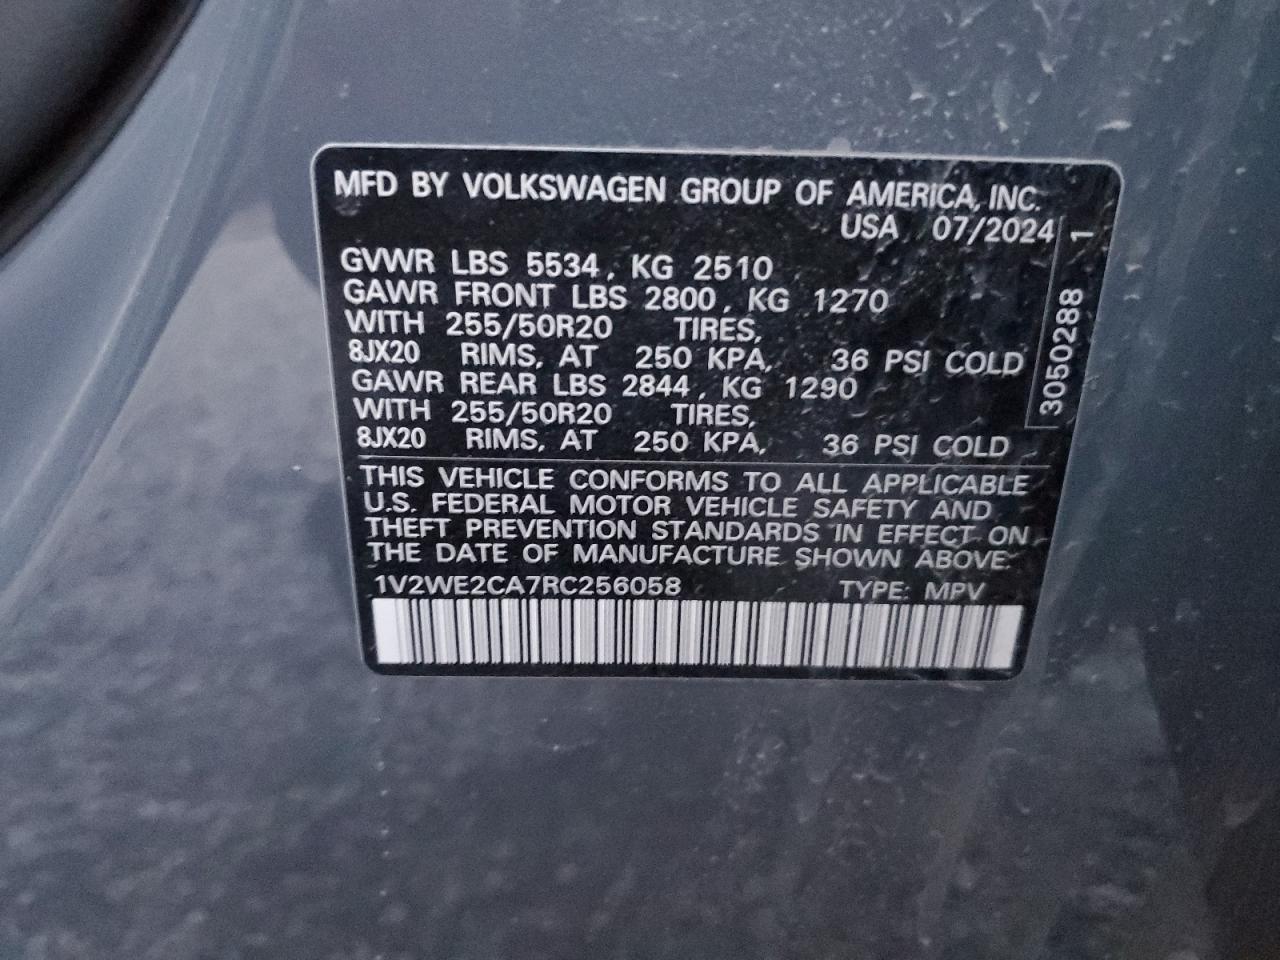 MFD BY VOLKSWAGEN GROUP OF AMERICA, INC.
USA 07/2024
GVWR LBS 5534, KG 2510
GAWR FRONT LBS 2800, KG 1270
WITH 255/50R20 TIRES,
8JX20 RIMS, AT 250 KPA, 36 PSI COLD
GAWR REAR LBS 2844, KG 1290
WITH 255/50R20 TIRES,
8JX20 RIMS, AT 250 KPA, 36 PSI COLD
THIS VEHICLE CONFORMS TO ALL APPLICABLE
U.S. FEDERAL MOTOR VEHICLE SAFETY AND
THEFT PREVENTION STANDARDS IN EFFECT ON
THE DATE OF MANUFACTURE SHOWN ABOVE.
1V2WE2CA7RC256058 TYPE: MPV
3050288
1